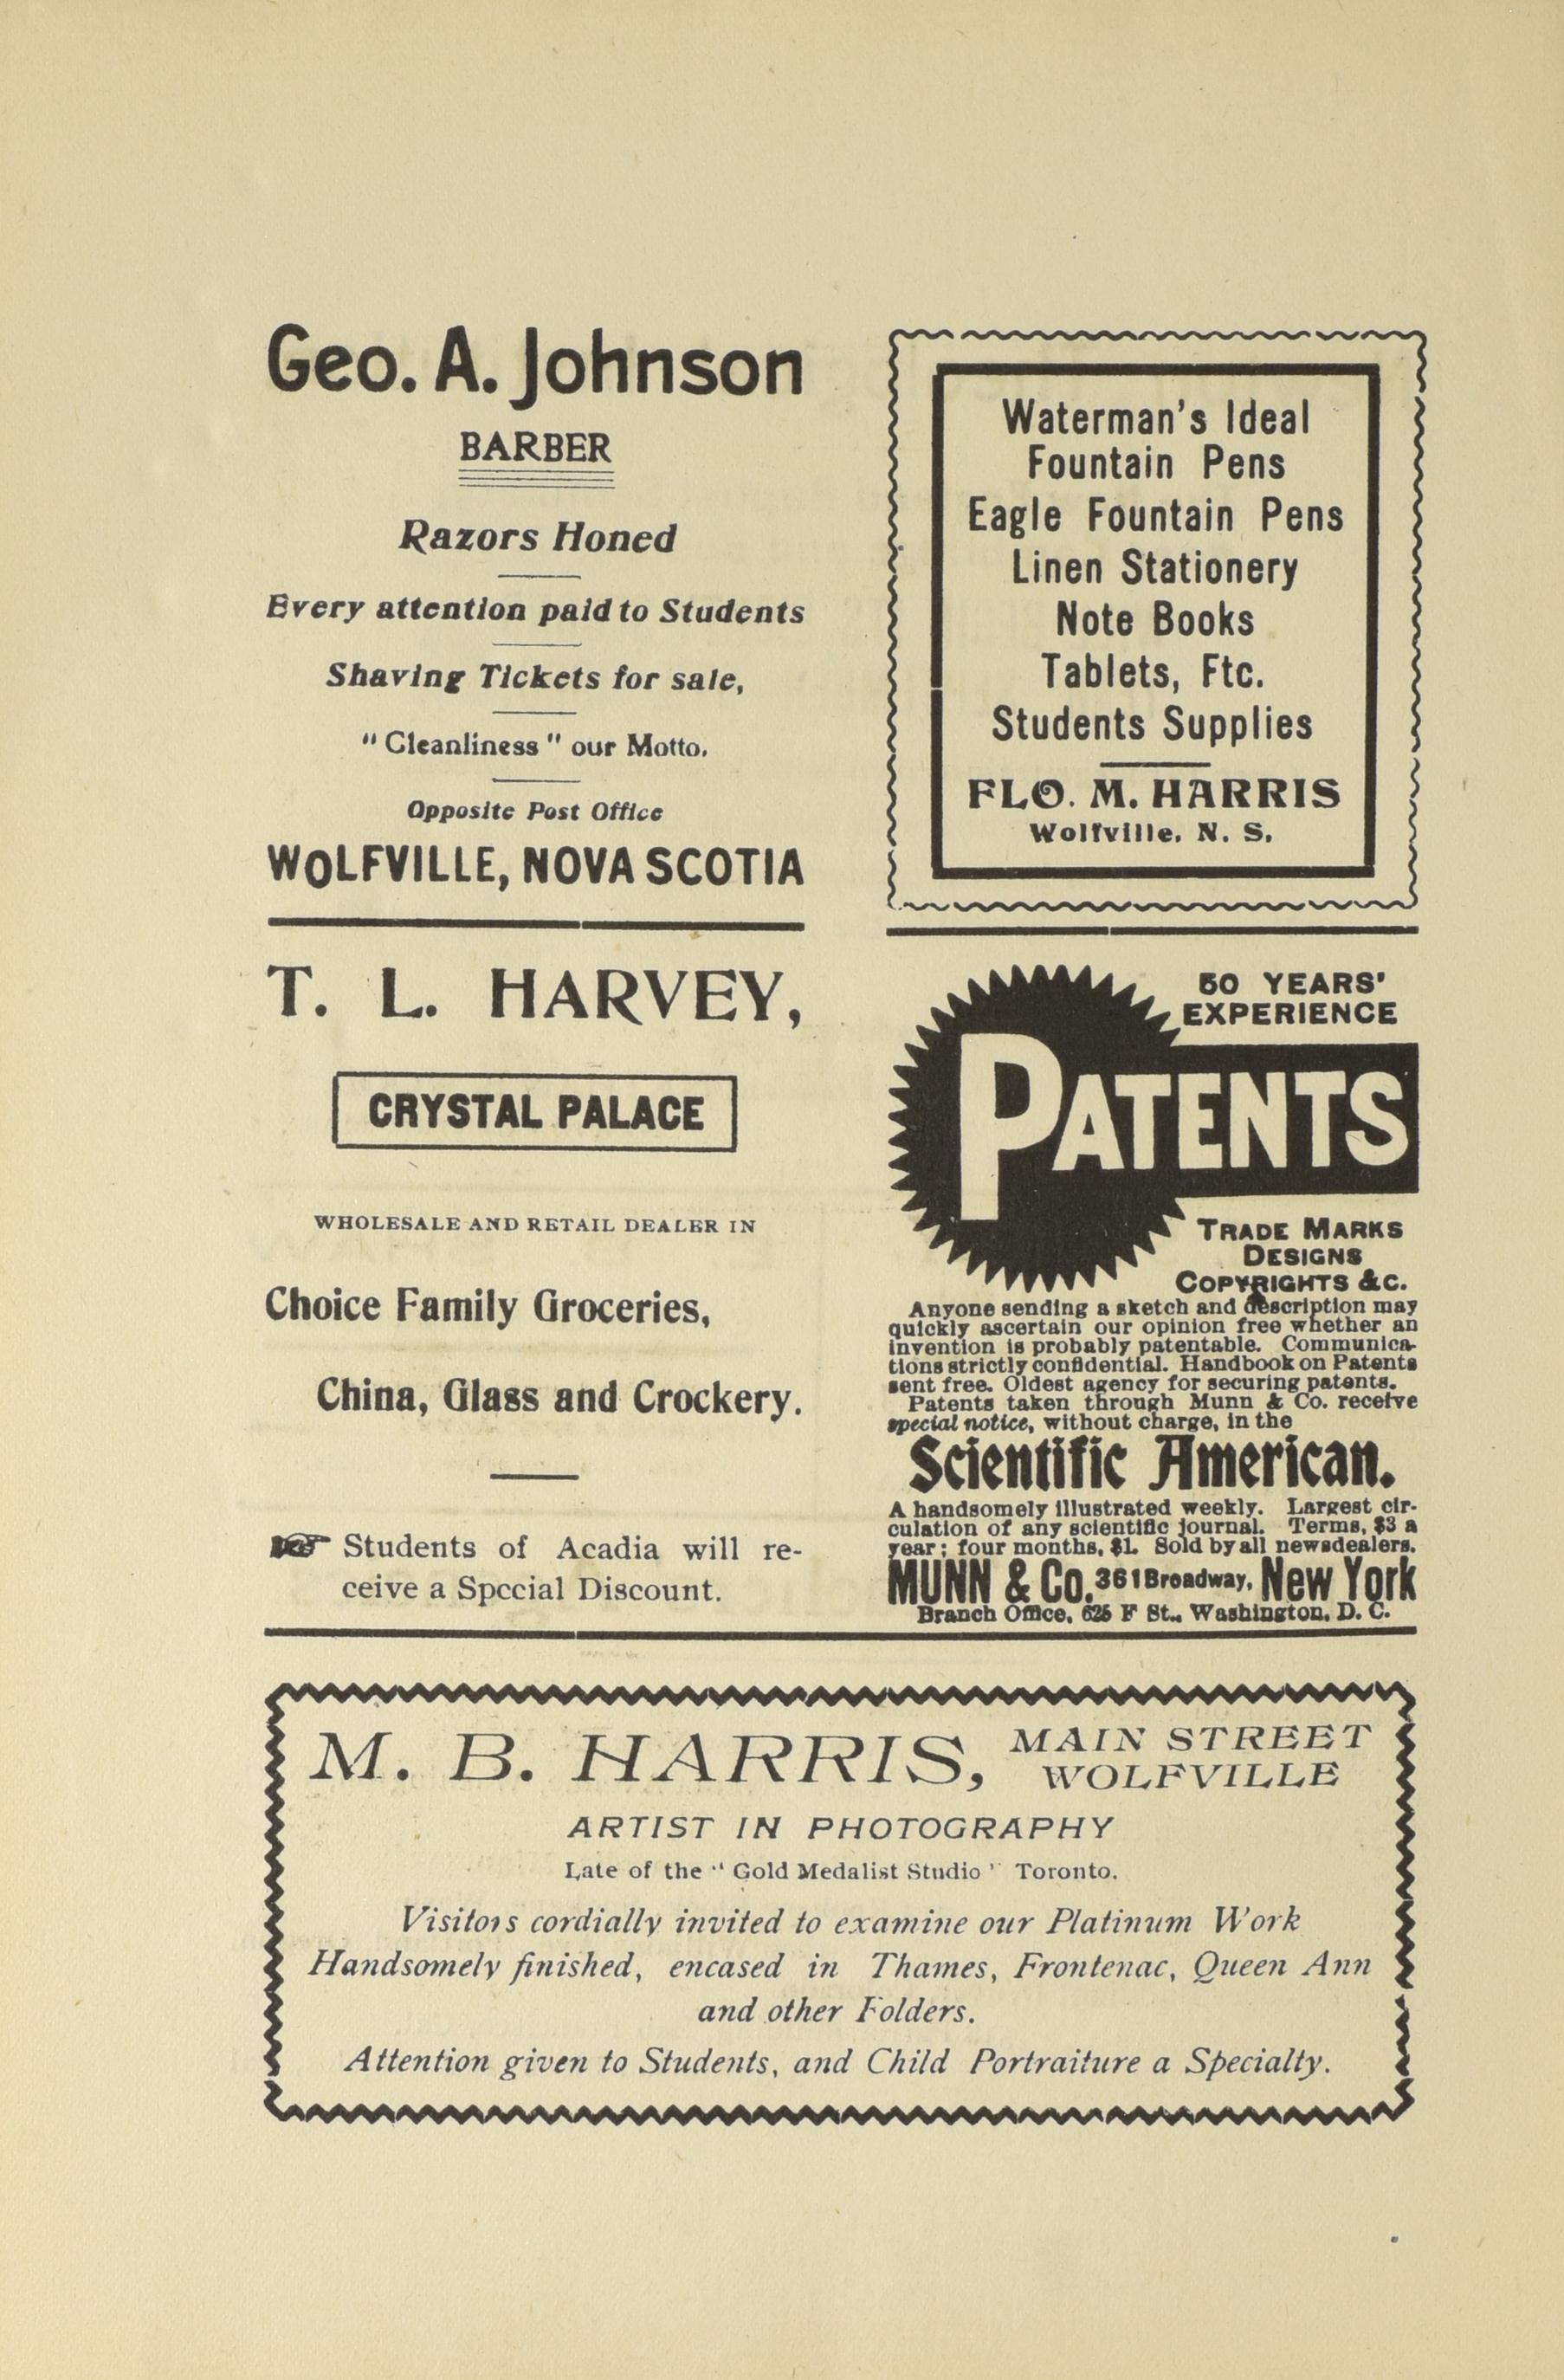 Geo. A. Johnson
BARBER
Razors Honed
Every attention paid to Students
Shaving Tickets for sale,
" Cleanliness " our Motto.
Opposite Post Office
WOLFVILLE, NOVA SCOTIA
Waterman's Ideal
Fountain Pens
Eagle Fountain Pens
Linen Stationery
Note Books
Tablets, Ftc.
Students Supplies
FLO. M. HARRIS
Wolfville. N. S.
T. L. HARVEY,
CRYSTAL PALACE
WHOLESALE AND RETAIL DEALER IN
Choice Family Groceries,
China, Glass and Crockery.
☞ Students of Acadia will re-
ceive a Special Discount.
50 YEARS'
EXPERIENCE
PATENTS
TRADE MARKS
DESIGNS
COPYRIGHTS &C.
Anyone sending a sketch and description may
quickly ascertain our opinion free whether an
invention is probably patentable. Communica-
tions strictly confidential. Handbook on Patents
sent free. Oldest agency for securing patents.
Patents taken through Munn & Co. receive
special notice, without charge, in the
Scientific American.
A handsomely illustrated weekly. Largest cir-
culation of any scientific journal. Terms, $3 a
year; four months, $1. Sold by all newsdealers.
MUNN & Co. 361 Broadway, New York
Branch Office, 625 F St., Washington, D. C.
M. B. HARRIS, MAIN STREET
WOLFVILLE
ARTIST IN PHOTOGRAPHY
Late of the " Gold Medalist Studio ' Toronto.
Visitors cordially invited to examine our Platinum Work
Handsomely finished, encased in Thames, Frontenac, Queen Ann
and other Folders.
Attention given to Students, and Child Portraiture a Specialty.